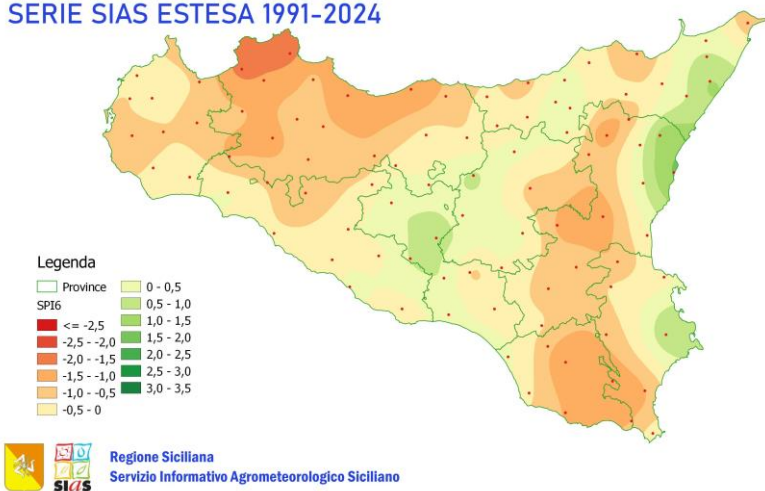 SERIE SIAS ESTESA 1991-2024
Legenda
Province
SPI6
<= -2,5
-2,5 - -2,0
-2,0 - -1,5
-1,5 - -1,0
-1,0 - -0,5
-0,5 - 0
0 - 0,5
0,5 - 1,0
1,0 - 1,5
1,5 - 2,0
2,0 - 2,5
2,5 - 3,0
3,0 - 3,5
SIAS
Regione Siciliana
Servizio Informativo Agrometeorologico Siciliano